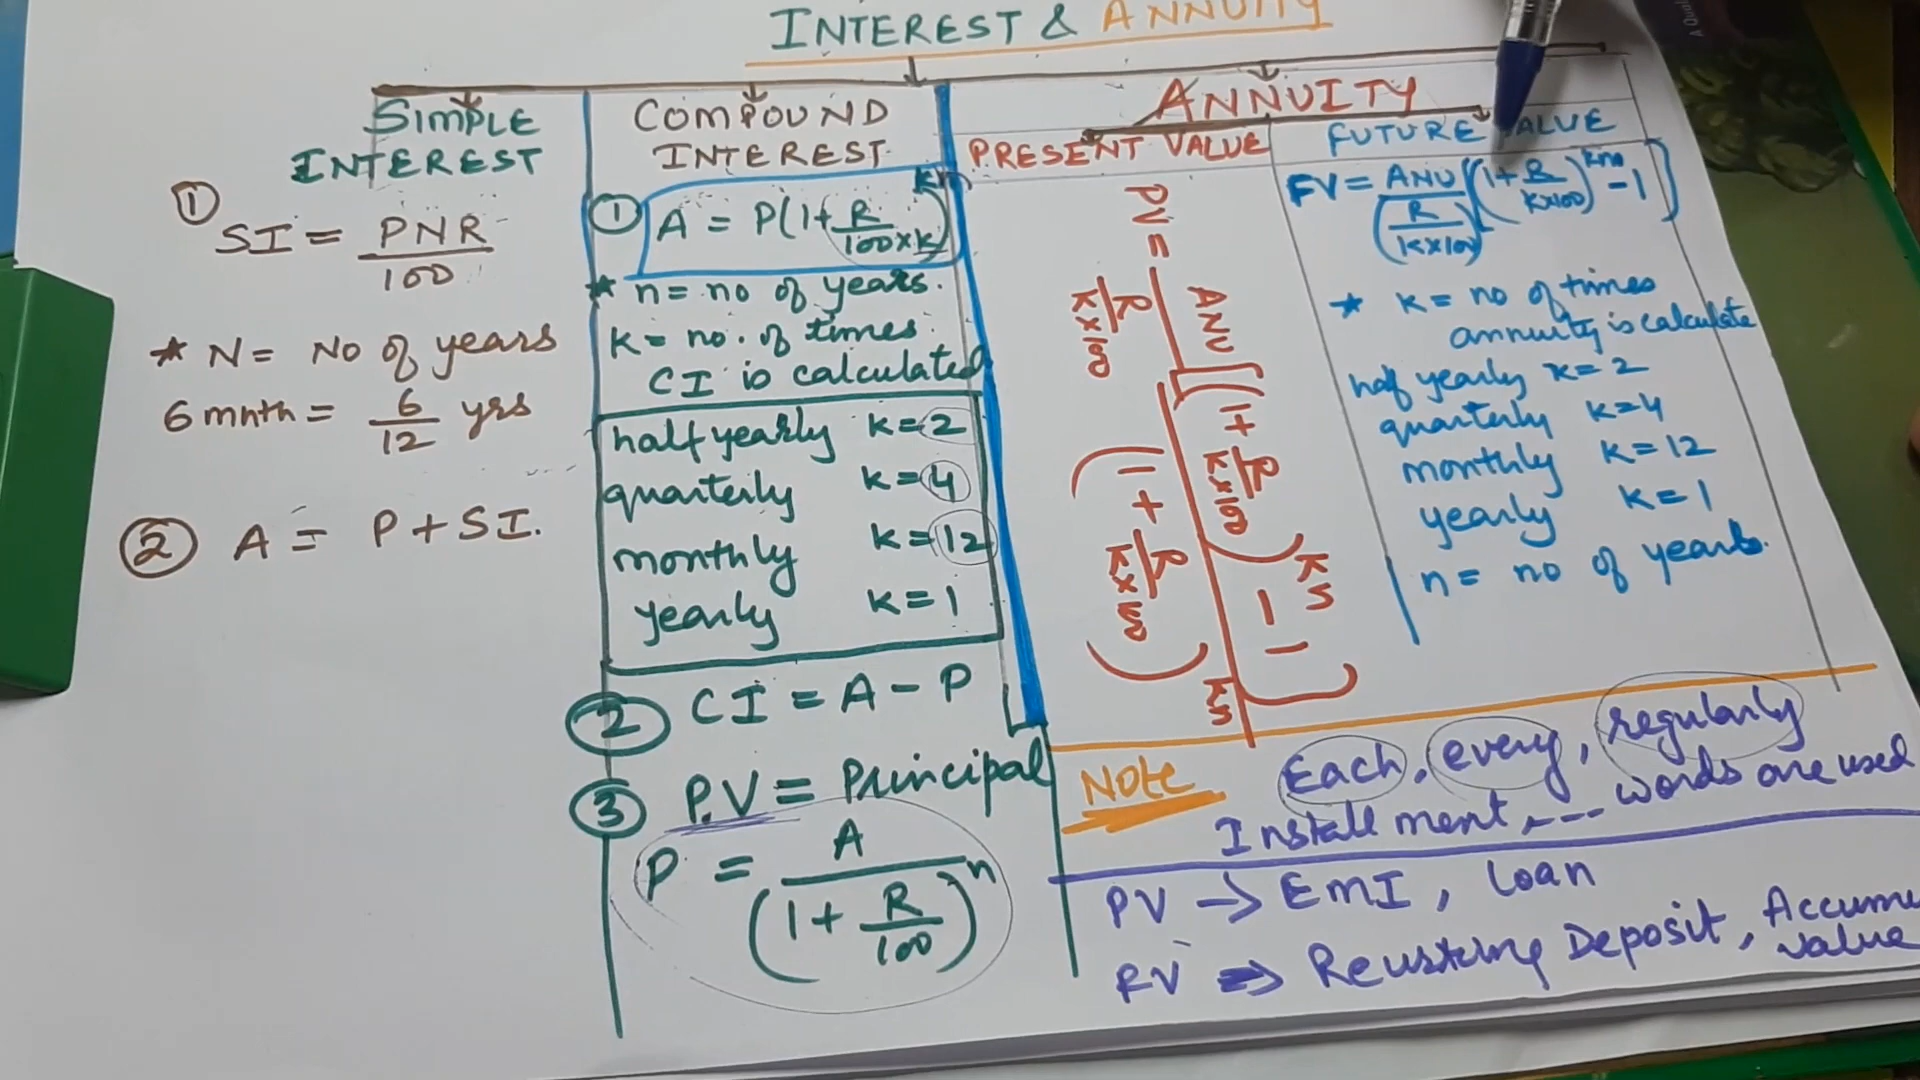 INTEREST & ANNUITY
SIMPLE
INTEREST
① SI = PNR / 100
* N = No of years
6 mnth = 6/12 yrs
② A = P + SI.
COMPOUND
INTEREST
① A = P(1+ R/100×k)^kn
* n = no of years.
k = no. of times
CI is calculated
half yearly k=2
quarterly k=4
monthly k=12
yearly k=1
② CI = A - P
③ P.V = Principal
P = A / (1 + R/100)^n
ANNUITY
PRESENT VALUE
PV = ANU / (R/k×100) [(1+ R/k×100)^kn - 1) / (1 + R/k×100)^kn
FUTURE VALUE
FV = ANU / (R/k×100) [(1+ R/k×100)^kn - 1]
* k = no of times
annuity is calculate
half yearly k=2
quarterly k=4
monthly k=12
yearly k=1
n = no of years.
Note
Each, every, regularly
Installment, --- words are used
PV → EMI, loan
FV ⇒ Deposit, Accumu
value